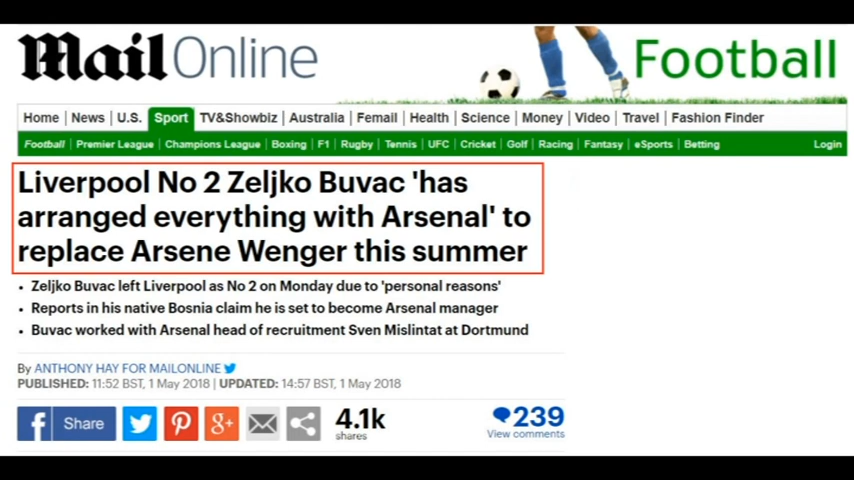 Mail Online Football
Home | News | U.S. Sport TV&Showbiz | Australia | Femail | Health | Science | Money | Video | Travel | Fashion Finder
Football | Premier League | Champions League | Boxing | F1 | Rugby | Tennis | UFC | Cricket | Golf | Racing | Fantasy | eSports | Betting Login
Liverpool No 2 Zeljko Buvac 'has
arranged everything with Arsenal' to
replace Arsene Wenger this summer
• Zeljko Buvac left Liverpool as No 2 on Monday due to 'personal reasons'
• Reports in his native Bosnia claim he is set to become Arsenal manager
• Buvac worked with Arsenal head of recruitment Sven Mislintat at Dortmund
By ANTHONY HAY FOR MAILONLINE
PUBLISHED: 11:52 BST, 1 May 2018 | UPDATED: 14:57 BST, 1 May 2018
f Share g+ 4.1k 239
shares View comments